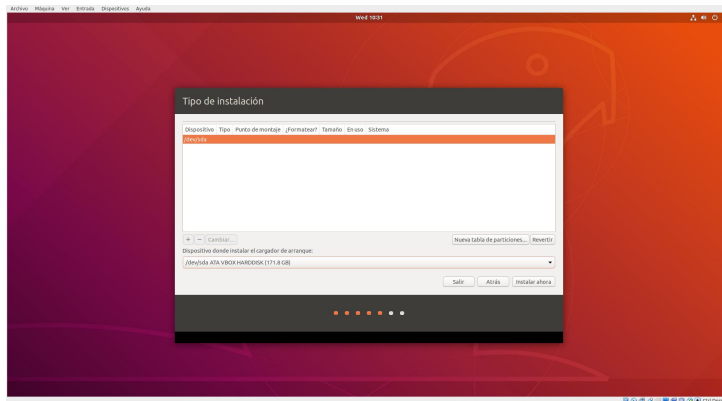 Archivo Máquina Ver Entrada Dispositivos Ayuda
Wed 10:31
Tipo de instalación
Dispositivo Tipo Punto de montaje ¿Formatear? Tamaño En uso Sistema
/dev/sda
+ − Cambiar... Nueva tabla de particiones... Revertir
Dispositivo donde instalar el cargador de arranque:
/dev/sda ATA VBOX HARDDISK (171.8 GB)
Salir Atrás Instalar ahora